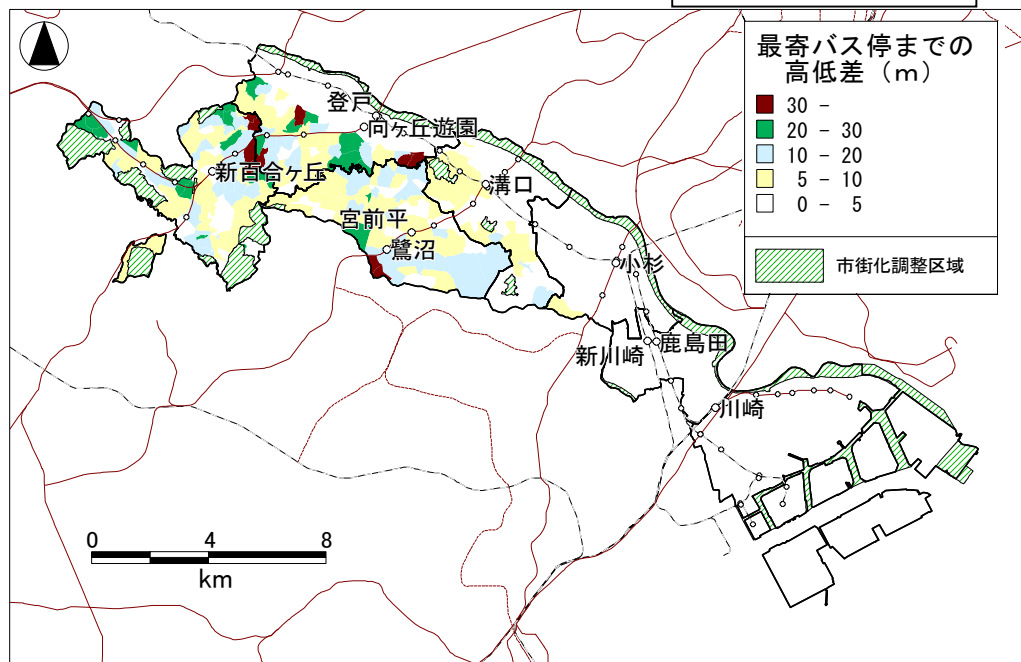 最寄バス停までの
高低差（m）
30 -
20 - 30
10 - 20
5 - 10
0 - 5
市街化調整区域
登戸
向ヶ丘遊園
新百合ヶ丘
溝口
宮前平
鷺沼
小杉
新川崎
鹿島田
川崎
0 4 8
km